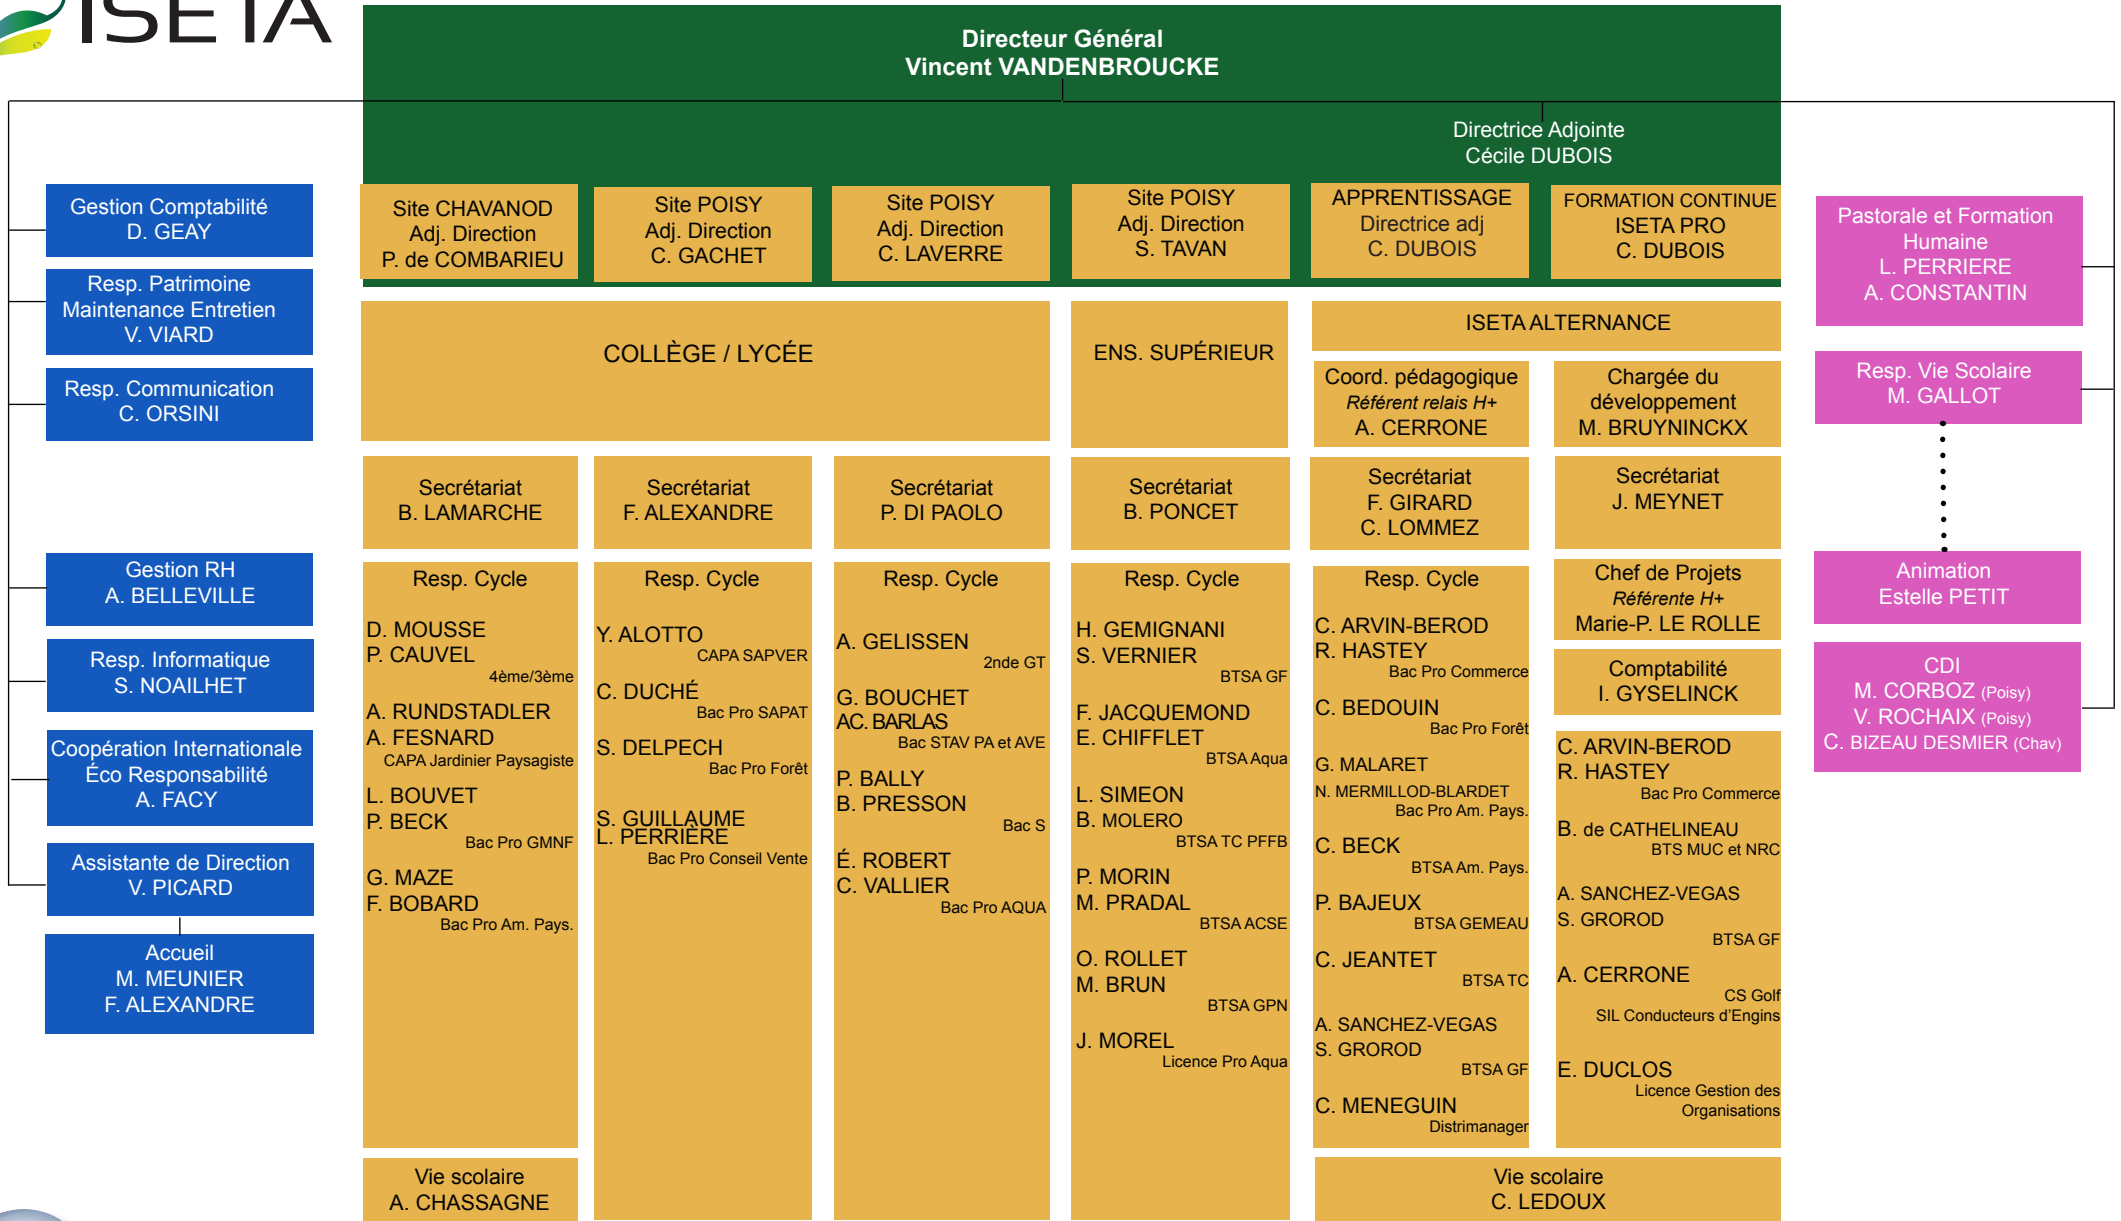 ISETA
Directeur Général
Vincent VANDENBROUCKE
Directrice Adjointe
Cécile DUBOIS
Gestion Comptabilité
D. GEAY
Resp. Patrimoine
Maintenance Entretien
V. VIARD
Resp. Communication
C. ORSINI
Gestion RH
A. BELLEVILLE
Resp. Informatique
S. NOAILHET
Coopération Internationale
Éco Responsabilité
A. FACY
Assistante de Direction
V. PICARD
Accueil
M. MEUNIER
F. ALEXANDRE
Site CHAVANOD
Adj. Direction
P. de COMBARIEU
Site POISY
Adj. Direction
C. GACHET
Site POISY
Adj. Direction
C. LAVERRE
Site POISY
Adj. Direction
S. TAVAN
APPRENTISSAGE
Directrice adj
C. DUBOIS
FORMATION CONTINUE
ISETA PRO
C. DUBOIS
COLLÈGE / LYCÉE
ENS. SUPÉRIEUR
ISETA ALTERNANCE
Coord. pédagogique
Référent relais H+
A. CERRONE
Chargée du
développement
M. BRUYNINCKX
Secrétariat
B. LAMARCHE
Secrétariat
F. ALEXANDRE
Secrétariat
P. DI PAOLO
Secrétariat
B. PONCET
Secrétariat
F. GIRARD
C. LOMMEZ
Secrétariat
J. MEYNET
Resp. Cycle
D. MOUSSE
P. CAUVEL
4ème/3ème
A. RUNDSTADLER
A. FESNARD
CAPA Jardinier Paysagiste
L. BOUVET
P. BECK
Bac Pro GMNF
G. MAZE
F. BOBARD
Bac Pro Am. Pays.
Vie scolaire
A. CHASSAGNE
Resp. Cycle
Y. ALOTTO
CAPA SAPVER
C. DUCHÉ
Bac Pro SAPAT
S. DELPECH
Bac Pro Forêt
S. GUILLAUME
L. PERRIÈRE
Bac Pro Conseil Vente
Resp. Cycle
A. GELISSEN
2nde GT
G. BOUCHET
AC. BARLAS
Bac STAV PA et AVE
P. BALLY
B. PRESSON
Bac S
É. ROBERT
C. VALLIER
Bac Pro AQUA
Resp. Cycle
H. GEMIGNANI
S. VERNIER
BTSA GF
F. JACQUEMOND
E. CHIFFLET
BTSA Aqua
L. SIMEON
B. MOLERO
BTSA TC PFFB
P. MORIN
M. PRADAL
BTSA ACSE
O. ROLLET
M. BRUN
BTSA GPN
J. MOREL
Licence Pro Aqua
Resp. Cycle
C. ARVIN-BEROD
R. HASTEY
Bac Pro Commerce
C. BEDOUIN
Bac Pro Forêt
G. MALARET
N. MERMILLOD-BLARDET
Bac Pro Am. Pays.
C. BECK
BTSA Am. Pays.
P. BAJEUX
BTSA GEMEAU
C. JEANTET
BTSA TC
A. SANCHEZ-VEGAS
S. GROROD
BTSA GF
C. MENEGUIN
Distrimanager
Chef de Projets
Référente H+
Marie-P. LE ROLLE
Comptabilité
I. GYSELINCK
C. ARVIN-BEROD
R. HASTEY
Bac Pro Commerce
B. de CATHELINEAU
BTS MUC et NRC
A. SANCHEZ-VEGAS
S. GROROD
BTSA GF
A. CERRONE
CS Golf
SIL Conducteurs d'Engins
E. DUCLOS
Licence Gestion des
Organisations
Vie scolaire
C. LEDOUX
Pastorale et Formation
Humaine
L. PERRIERE
A. CONSTANTIN
Resp. Vie Scolaire
M. GALLOT
Animation
Estelle PETIT
CDI
M. CORBOZ (Poisy)
V. ROCHAIX (Poisy)
C. BIZEAU DESMIER (Chav)